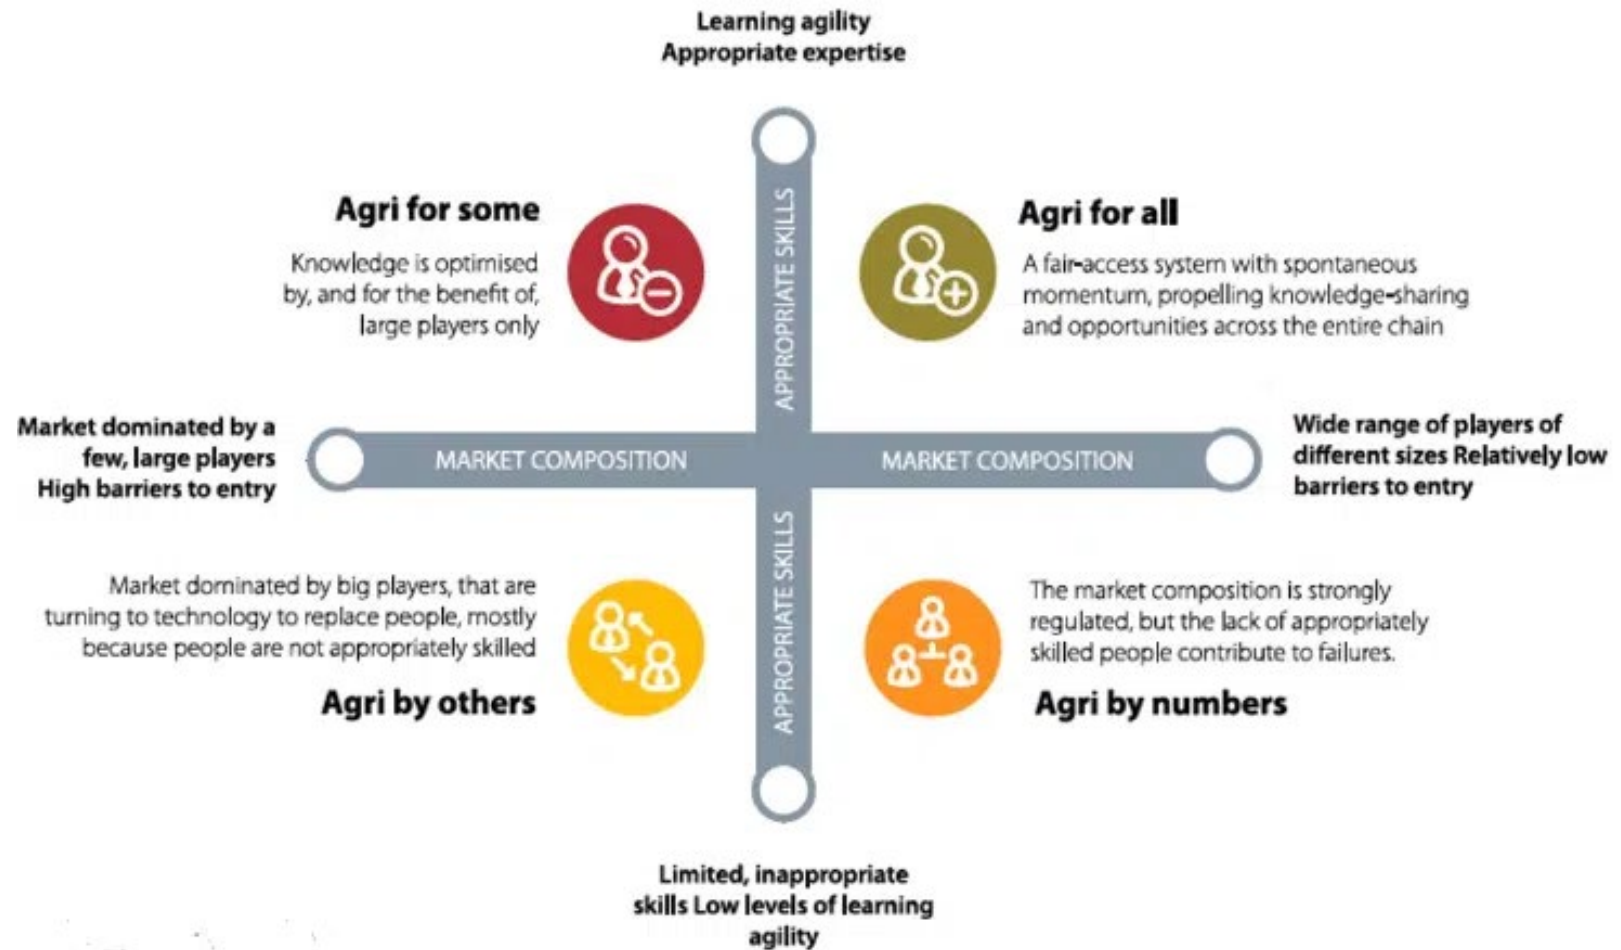 Learning agility
Appropriate expertise
Agri for some
Knowledge is optimised
by, and for the benefit of,
large players only
APPROPRIATE SKILLS
Agri for all
A fair-access system with spontaneous
momentum, propelling knowledge-sharing
and opportunities across the entire chain
Market dominated by a
few, large players
High barriers to entry
MARKET COMPOSITION
MARKET COMPOSITION
Wide range of players of
different sizes Relatively low
barriers to entry
Market dominated by big players, that are
turning to technology to replace people, mostly
because people are not appropriately skilled
Agri by others
APPROPRIATE SKILLS
The market composition is strongly
regulated, but the lack of appropriately
skilled people contribute to failures.
Agri by numbers
Limited, inappropriate
skills Low levels of learning
agility